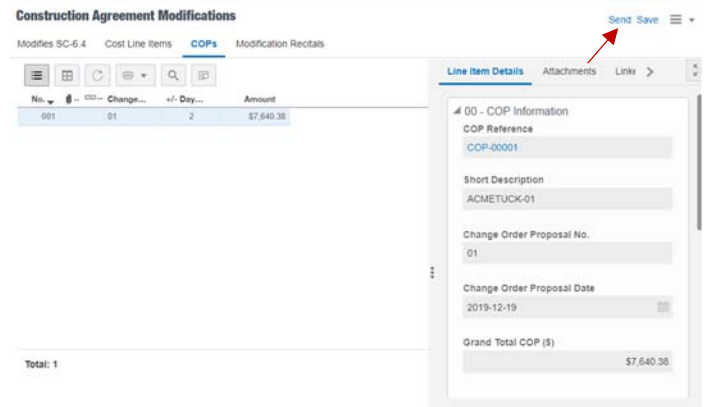 Construction Agreement Modifications
Send Save
Modifies SC-6.4 Cost Line Items COPs Modification Recitals
Line Item Details Attachments Linke
No. Change... +/- Day... Amount
001 01 2 $7,640.38
00 - COP Information
COP Reference
COP-00001
Short Description
ACMETUCK-01
Change Order Proposal No.
01
Change Order Proposal Date
2019-12-19
Grand Total COP ($)
$7,640.38
Total: 1